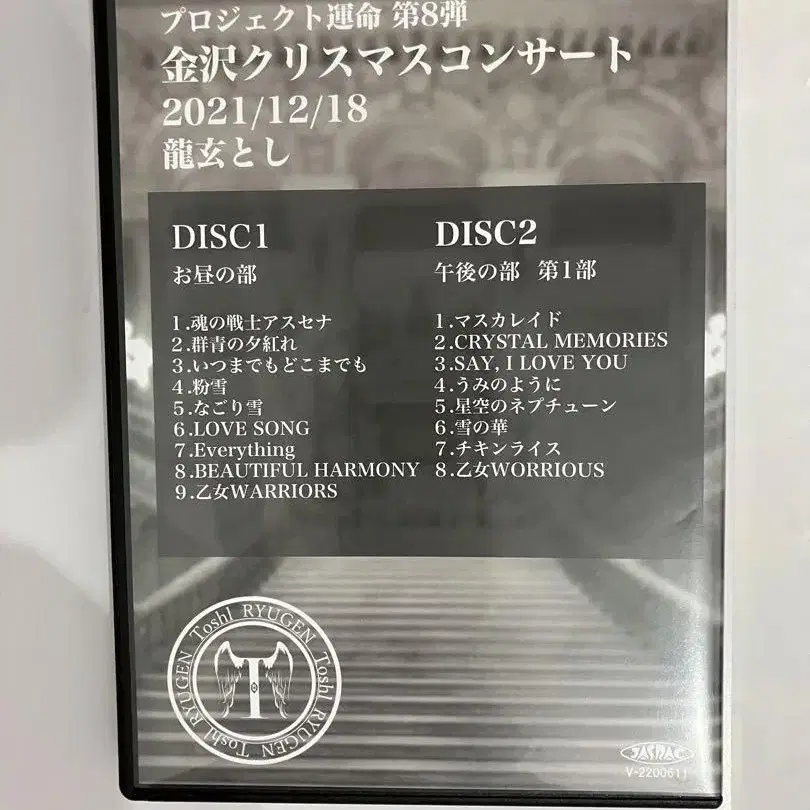 プロジェクト運命 第8弾
金沢クリスマスコンサート
2021/12/18
龍玄とし
DISC1
お昼の部
1.魂の戦士アスセナ
2.群青の夕紅れ
3.いつまでもどこまでも
4.粉雪
5.なごり雪
6.LOVE SONG
7.Everything
8.BEAUTIFUL HARMONY
9.乙女WARRIORS
DISC2
午後の部 第1部
1.マスカレイド
2.CRYSTAL MEMORIES
3.SAY, I LOVE YOU
4.うみのように
5.星空のネプチューン
6.雪の華
7.チキンライス
8.乙女WORRIOUS
Toshl RYUGEN Toshl RYUGEN Toshl RYUGEN
T
JASRAC
V-2200611